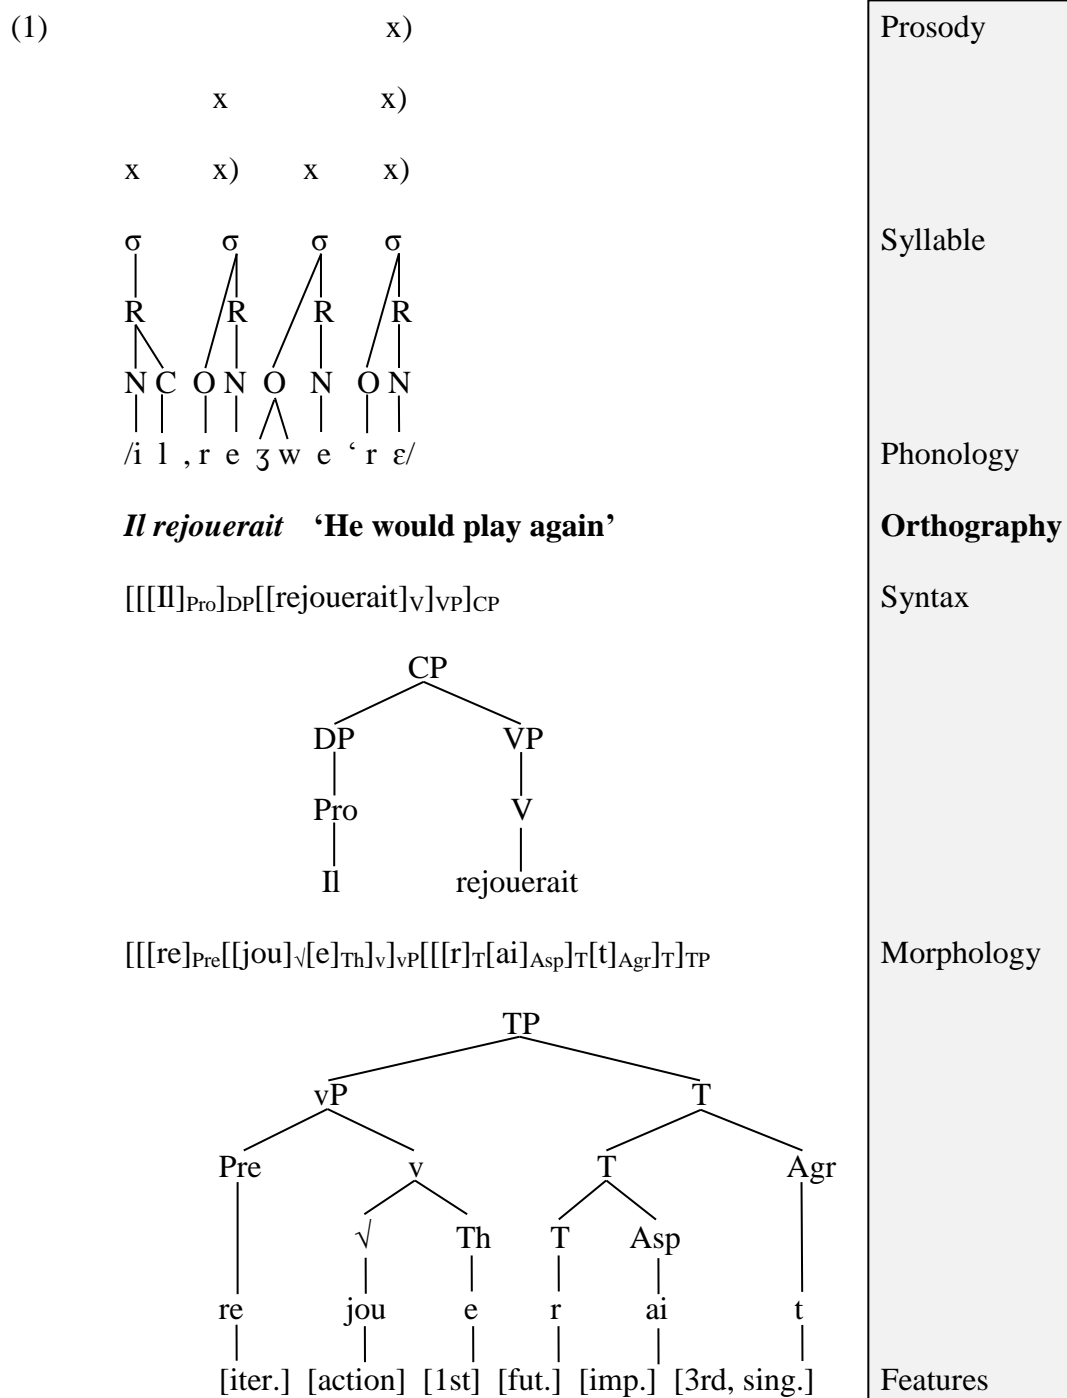 (1) x) Prosody
x x)
x x) x x)
σ σ σ σ Syllable
R R R R
N C O N O N O N
/i l , r e ʒ w e ‘ r ɛ/ Phonology
Il rejouerait ‘He would play again’ Orthography
[[[Il]Pro]DP[[rejouerait]V]VP]CP Syntax
CP
DP VP
Pro V
Il rejouerait
[[[re]Pre[[jou]√[e]Th]v]vP[[[r]T[ai]Asp]T[t]Agr]T]TP Morphology
TP
vP T
Pre v T Agr
√ Th T Asp
re jou e r ai t
[iter.] [action] [1st] [fut.] [imp.] [3rd, sing.] Features